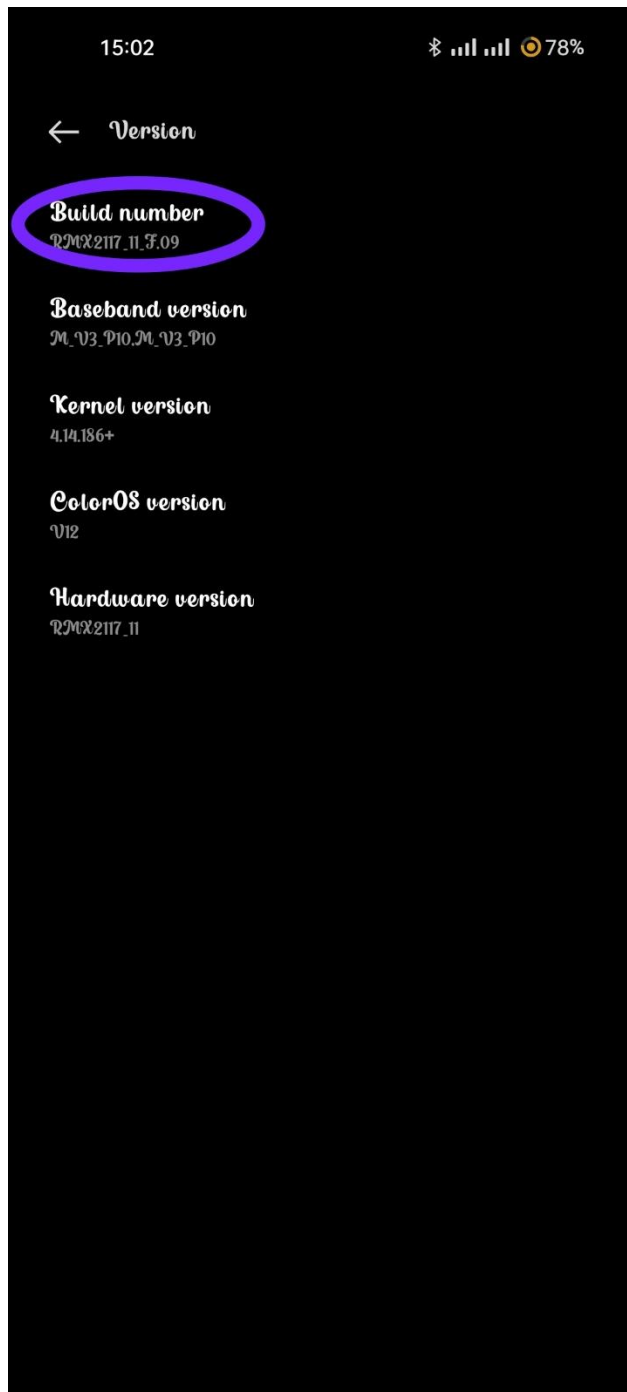 15:02 78%
Version
Build number
RMX2117_11_F.09
Baseband version
M_V3_P10,M_V3_P10
Kernel version
4.14.186+
ColorOS version
V12
Hardware version
RMX2117_11